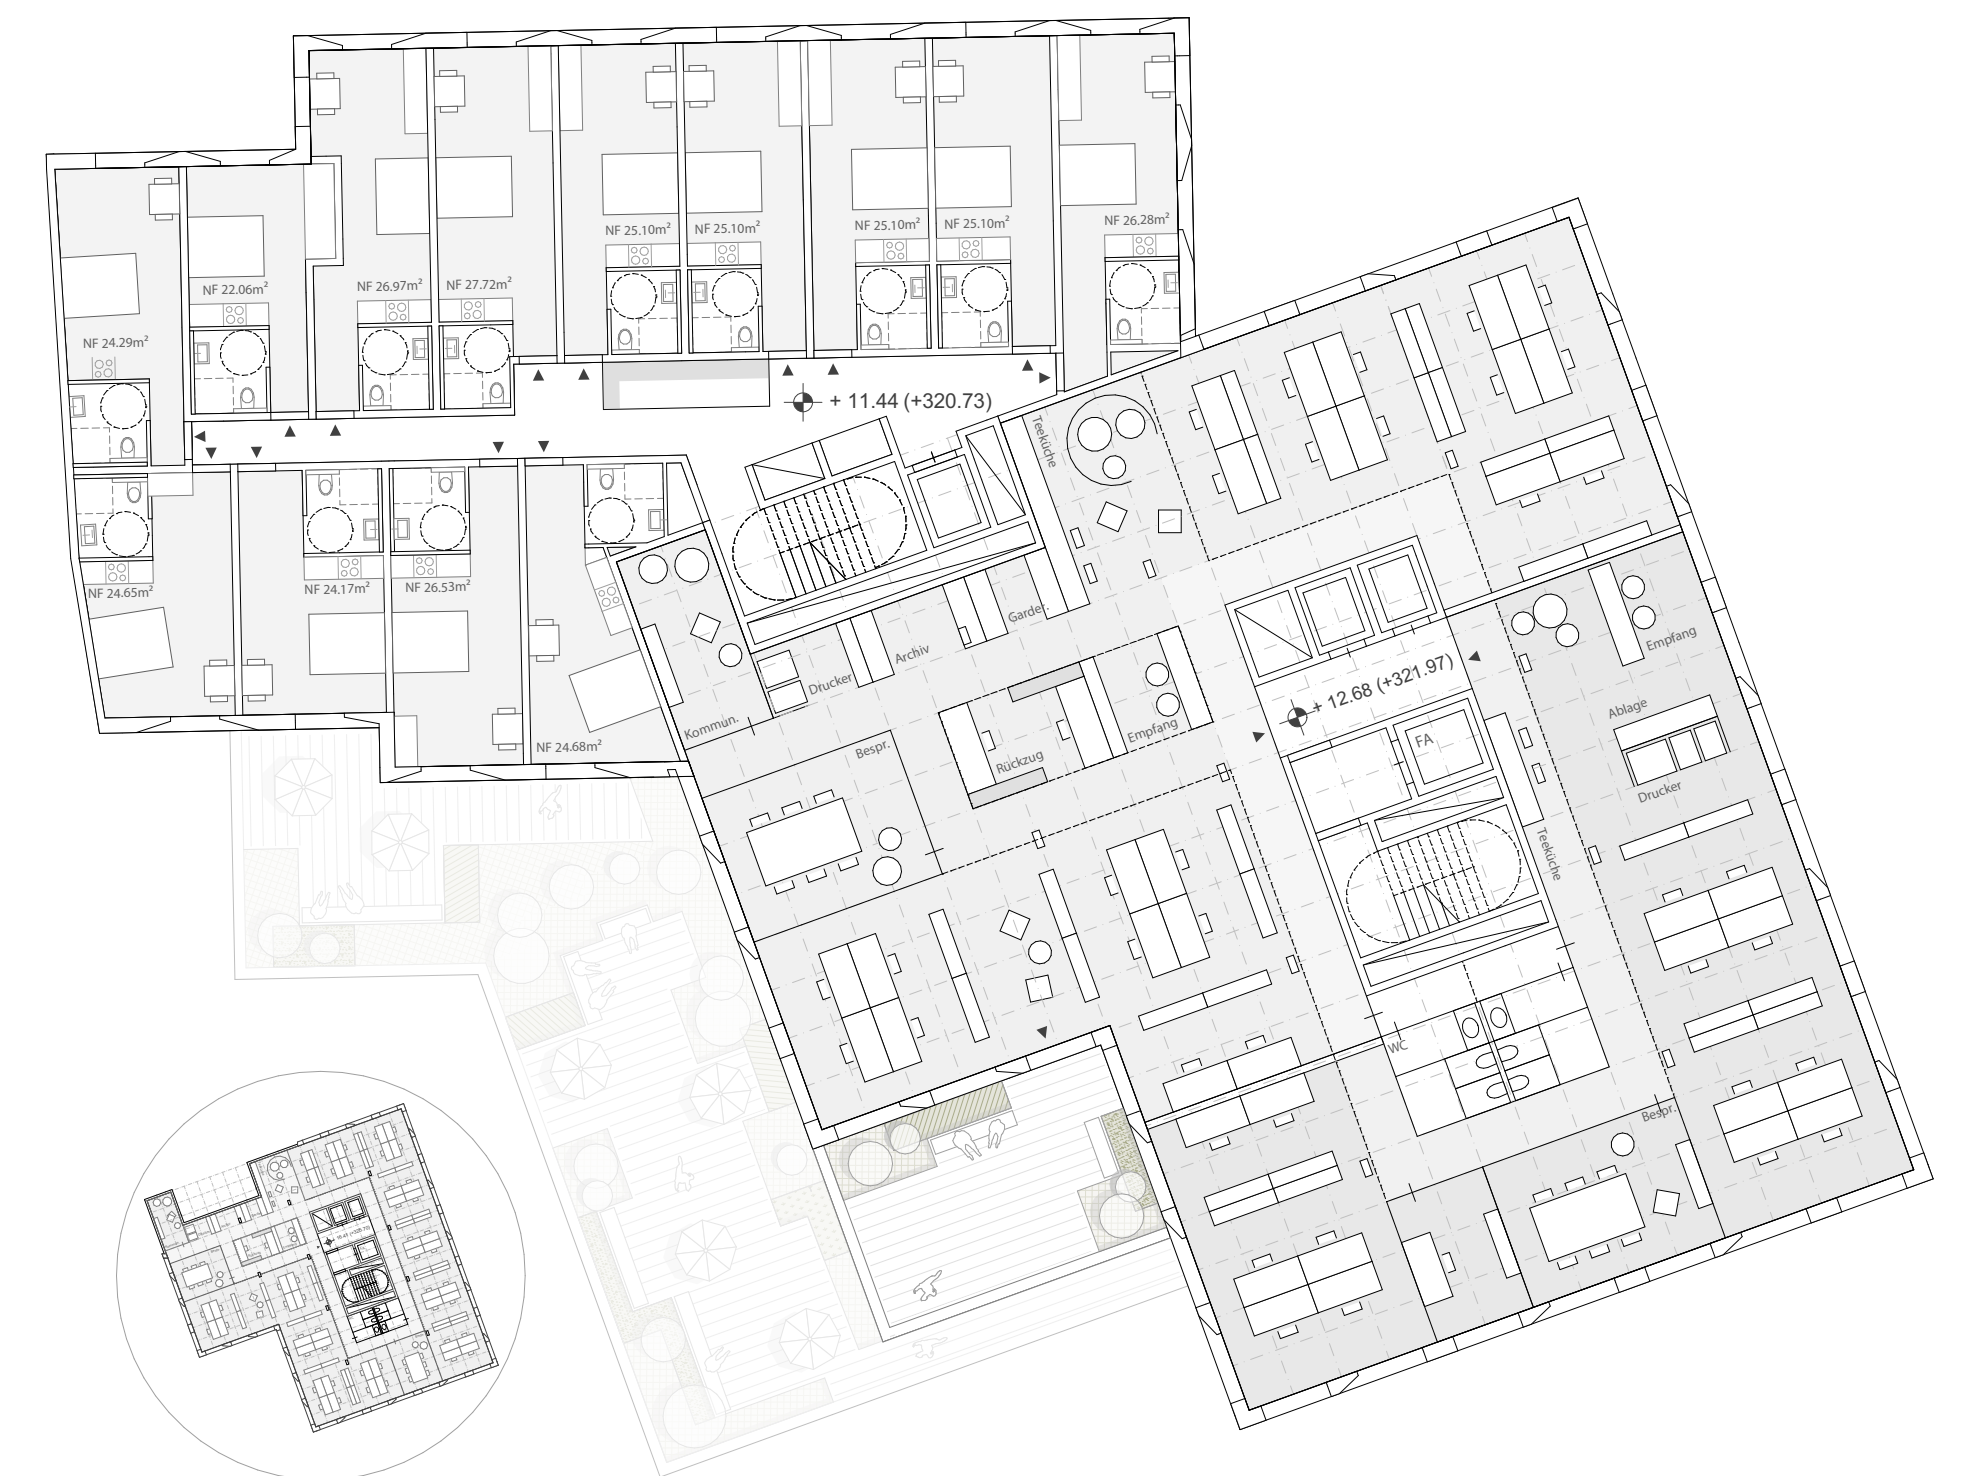 NF 25.10m²
NF 25.10m²
NF 25.10m²
NF 25.10m²
NF 26.28m²
NF 22.06m²
NF 26.97m²
NF 27.72m²
NF 24.29m²
+ 11.44 (+320.73)
Teeküche
NF 24.65m²
NF 24.17m²
NF 26.53m²
NF 24.68m²
Garder.
Archiv
Drucker
Kommun.
Bespr.
Rückzug
Empfang
+ 12.68 (+321.97)
FA
Empfang
Ablage
Drucker
Teeküche
WC
Bespr.